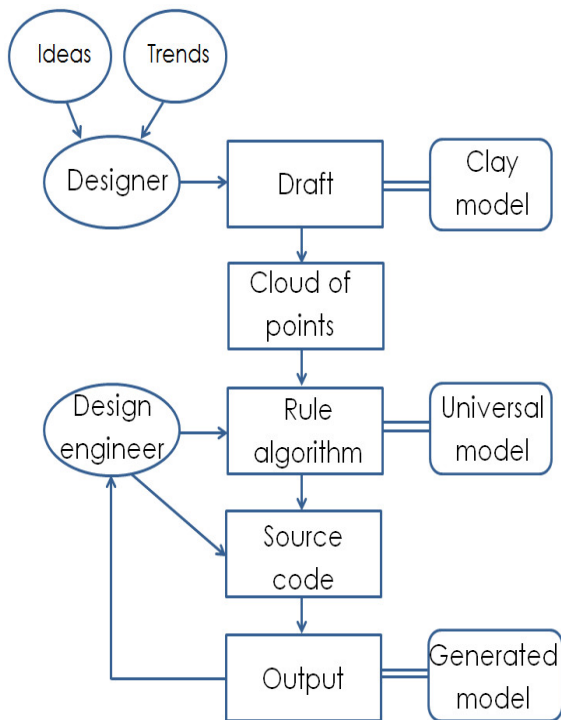 Ideas
Trends
Designer
Draft
Clay
model
Cloud of
points
Design
engineer
Rule
algorithm
Universal
model
Source
code
Output
Generated
model